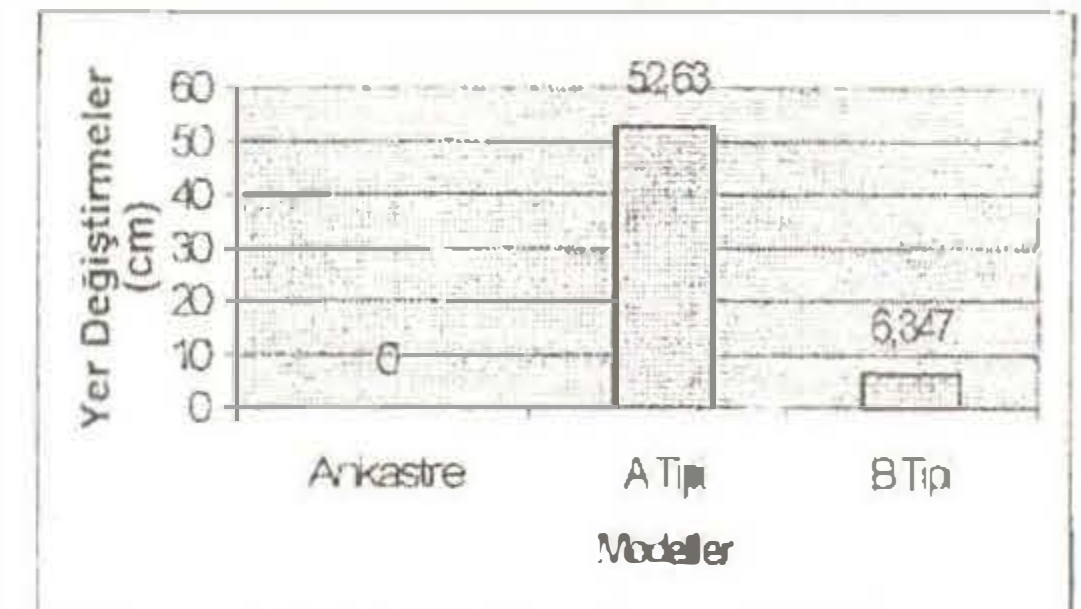 Yer Değiştirmeler
(cm)
60
50
40
30
20
10
0
0
52,63
6,347
Ankastre
A Tipi
B Tipi
Modeller